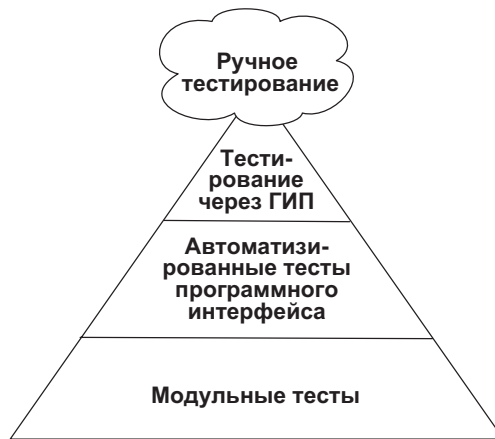 Ручное
тестирование
Тести-
рование
через ГИП
Автоматизи-
рованные тесты
программного
интерфейса
Модульные тесты